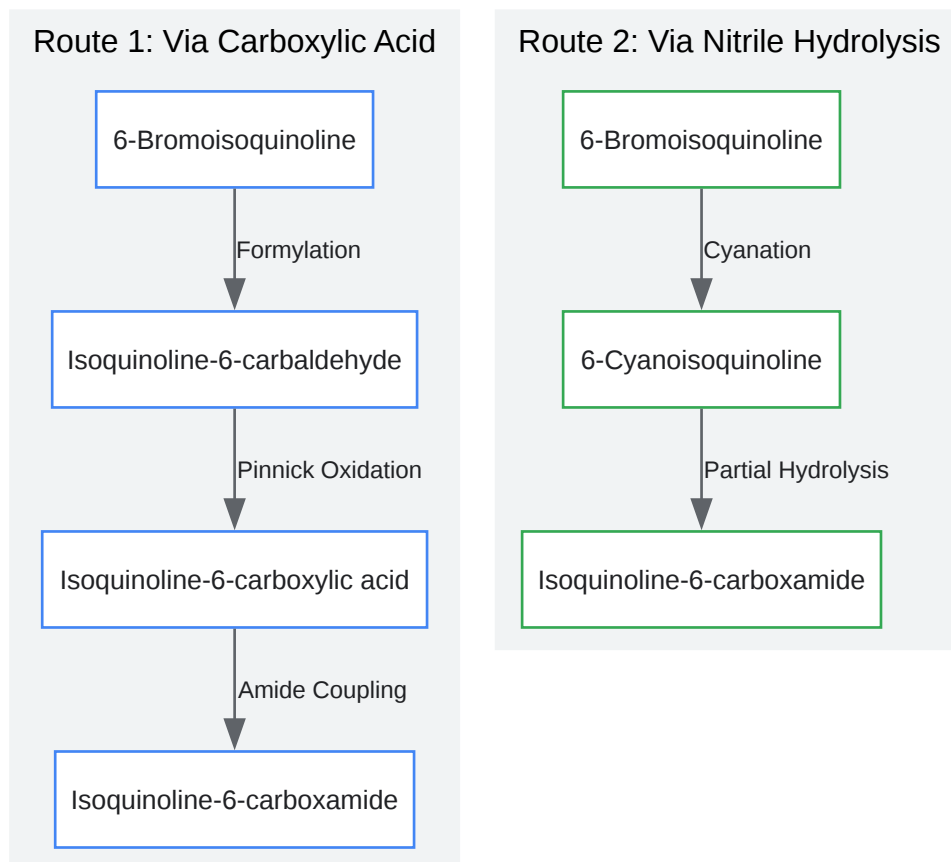 Route 1: Via Carboxylic Acid
6-Bromoisoquinoline
Formylation
Isoquinoline-6-carbaldehyde
Pinnick Oxidation
Isoquinoline-6-carboxylic acid
Amide Coupling
Isoquinoline-6-carboxamide
Route 2: Via Nitrile Hydrolysis
6-Bromoisoquinoline
Cyanation
6-Cyanoisoquinoline
Partial Hydrolysis
Isoquinoline-6-carboxamide